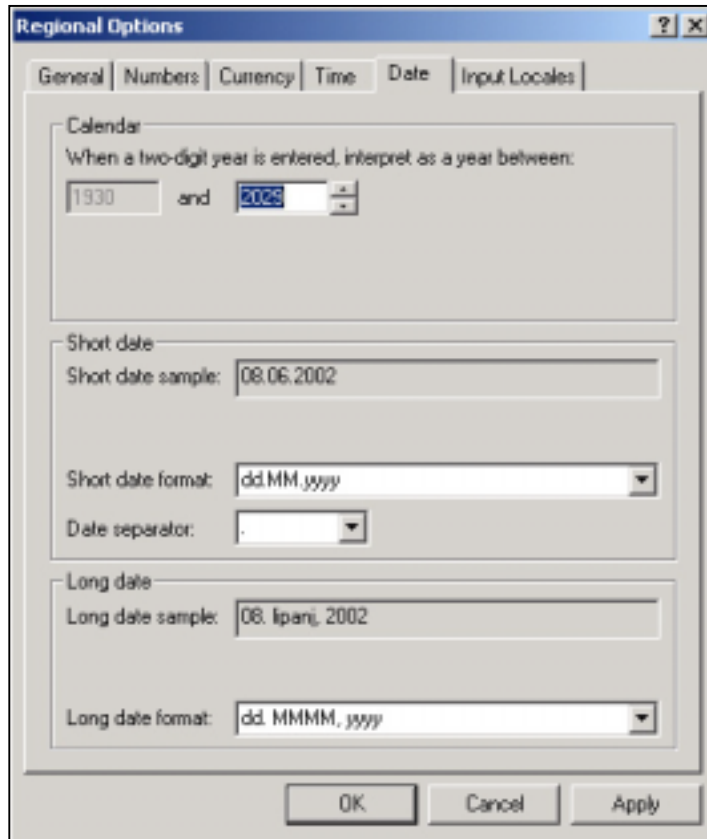 Regional Options
General Numbers Currency Time Date Input Locales
Calendar
When a two-digit year is entered, interpret as a year between:
1930 and 2029
Short date
Short date sample: 08.06.2002
Short date format: dd.MM.yyyy
Date separator: .
Long date
Long date sample: 08. lipanj, 2002
Long date format: dd. MMMM, yyyy
OK Cancel Apply